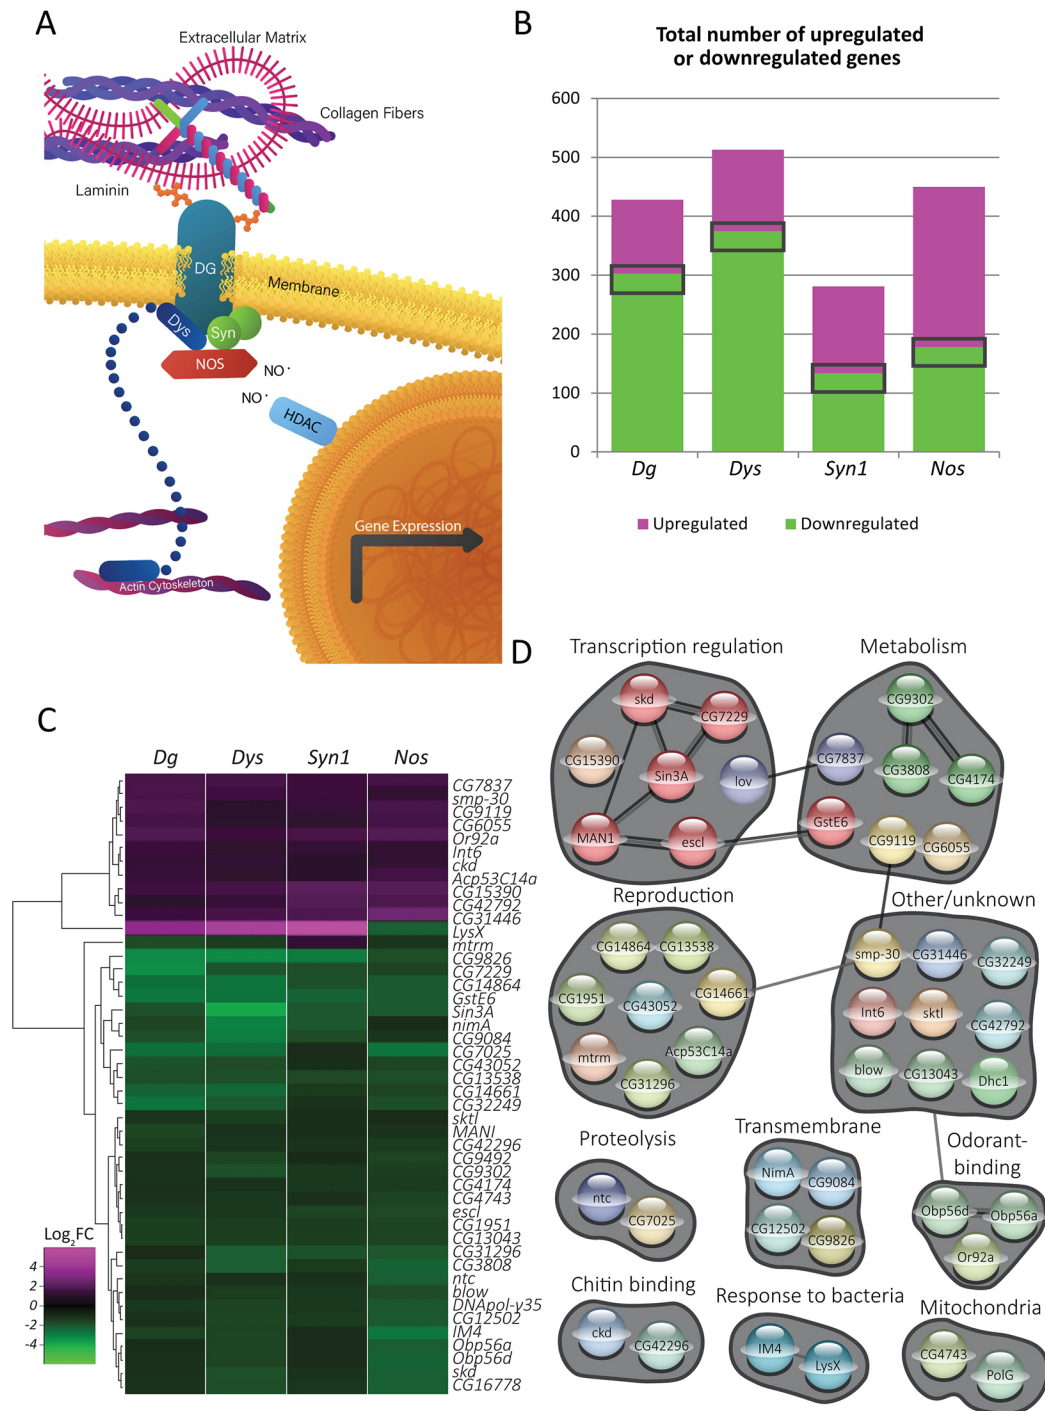 A
Extracellular Matrix
Collagen Fibers
Laminin
DG
Membrane
Dys
Syn
NOS
NO·
NO·
HDAC
Gene Expression
Actin Cytoskeleton
B
Total number of upregulated
or downregulated genes
600
500
400
300
200
100
0
Dg Dys Syn1 Nos
Upregulated Downregulated
C
Dg Dys Syn1 Nos
CG7837
smp-30
CG9119
CG6055
Or92a
Int6
ckd
Acp53C14a
CG15390
CG42792
CG31446
LysX
mtrm
CG9826
CG7229
CG14864
GstE6
Sin3A
nimA
CG9084
CG7025
CG43052
CG13538
CG14661
CG32249
sktl
MANI
CG42296
CG9492
CG9302
CG4174
CG4743
escl
CG1951
CG13043
CG31296
CG3808
ntc
blow
DNApol-γ35
CG12502
IM4
Obp56a
Obp56d
skd
CG16778
Log2FC
4
2
0
-2
-4
D
Transcription regulation
skd
CG7229
CG15390
Sin3A
lov
MAN1
escl
Metabolism
CG9302
CG7837
CG3808
CG4174
GstE6
CG9119
CG6055
Reproduction
CG14864
CG13538
CG1951
CG43052
CG14661
mtrm
Acp53C14a
CG31296
Other/unknown
smp-30
CG31446
CG32249
Int6
sktl
CG42792
blow
CG13043
Dhc1
Proteolysis
ntc
CG7025
Transmembrane
NimA
CG9084
CG12502
CG9826
Odorant-
binding
Obp56d
Obp56a
Or92a
Chitin binding
ckd
CG42296
Response to bacteria
IM4
LysX
Mitochondria
CG4743
PolG